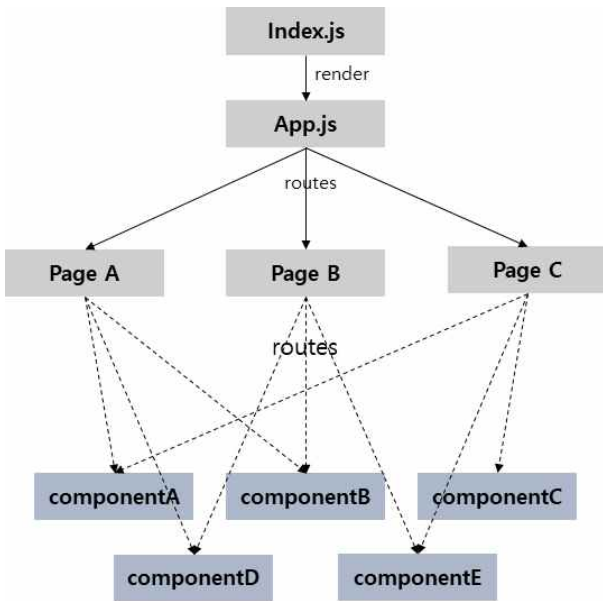 Index.js
render
App.js
routes
Page A
Page B
Page C
routes
componentA
componentB
componentC
componentD
componentE